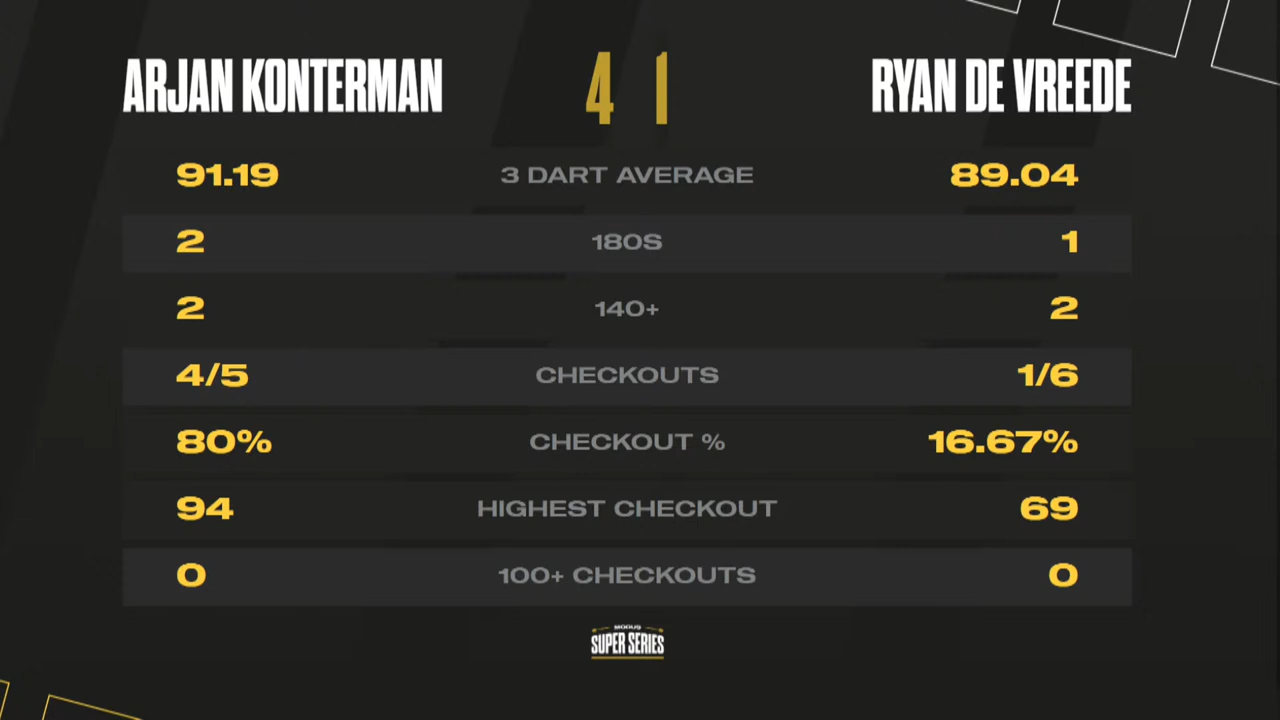 ARJAN KONTERMAN 4 1 RYAN DE VREEDE
91.19 3 DART AVERAGE 89.04
2 180S 1
2 140+ 2
4/5 CHECKOUTS 1/6
80% CHECKOUT % 16.67%
94 HIGHEST CHECKOUT 69
0 100+ CHECKOUTS 0
MODUS
SUPER SERIES